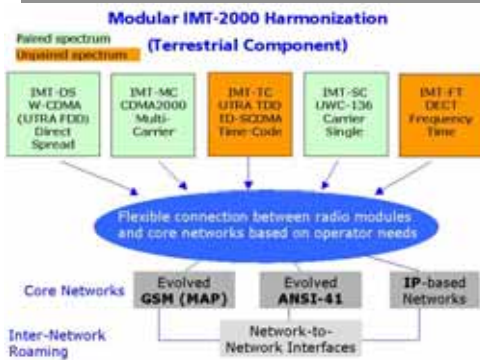 Modular IMT-2000 Harmonization
Paired spectrum
(Terrestrial Component)
Unpaired spectrum
IMT-DS
W-CDMA
(UTRA FDD)
Direct
Spread
IMT-MC
CDMA2000
Multi-
Carrier
IMT-TC
UTRA TDD
TD-SCDMA
Time-Code
IMT-SC
UWC-136
Carrier
Single
IMT-FT
DECT
Frequency
Time
Flexible connection between radio modules
and core networks based on operator needs
Core Networks
Evolved
GSM (MAP)
Evolved
ANSI-41
IP-based
Networks
Inter-Network
Roaming
Network-to-
Network Interfaces